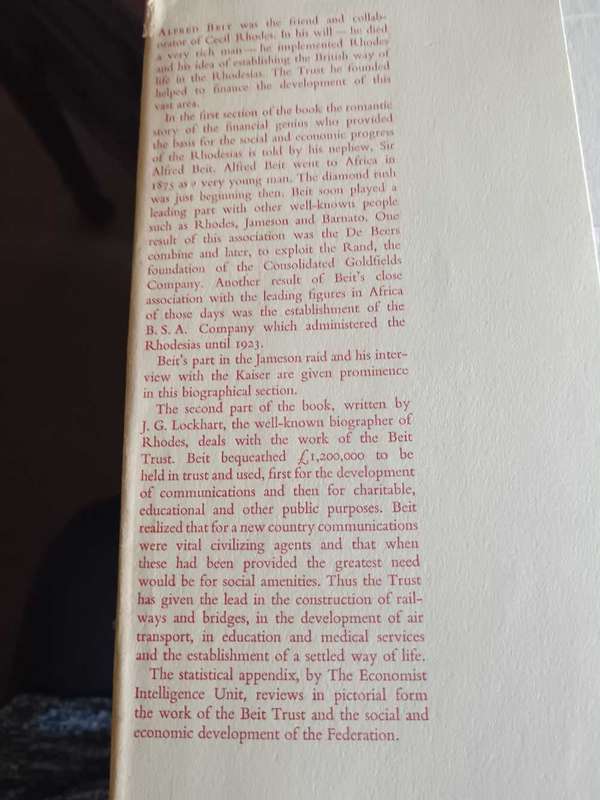 ALFRED BEIT was the friend and collab-
orator of Cecil Rhodes. In his will — he died
a very rich man — he implemented Rhodes
and his idea of establishing the British way of
life in the Rhodesias. The Trust he founded
helped to finance the development of this
vast area.
In the first section of the book the romantic
story of the financial genius who provided
the basis for the social and economic progress
of the Rhodesias is told by his nephew, Sir
Alfred Beit. Alfred Beit went to Africa in
1875 as a very young man. The diamond rush
was just beginning then. Beit soon played a
leading part with other well-known people
such as Rhodes, Jameson and Barnato. One
result of this association was the De Beers
combine and later, to exploit the Rand, the
foundation of the Consolidated Goldfields
Company. Another result of Beit's close
association with the leading figures in Africa
of those days was the establishment of the
B. S. A. Company which administered the
Rhodesias until 1923.
Beit's part in the Jameson raid and his inter-
view with the Kaiser are given prominence
in this biographical section.
The second part of the book, written by
J. G. Lockhart, the well-known biographer of
Rhodes, deals with the work of the Beit
Trust. Beit bequeathed £1,200,000 to be
held in trust and used, first for the development
of communications and then for charitable,
educational and other public purposes. Beit
realized that for a new country communications
were vital civilizing agents and that when
these had been provided the greatest need
would be for social amenities. Thus the Trust
has given the lead in the construction of rail-
ways and bridges, in the development of air
transport, in education and medical services
and the establishment of a settled way of life.
The statistical appendix, by The Economist
Intelligence Unit, reviews in pictorial form
the work of the Beit Trust and the social and
economic development of the Federation.